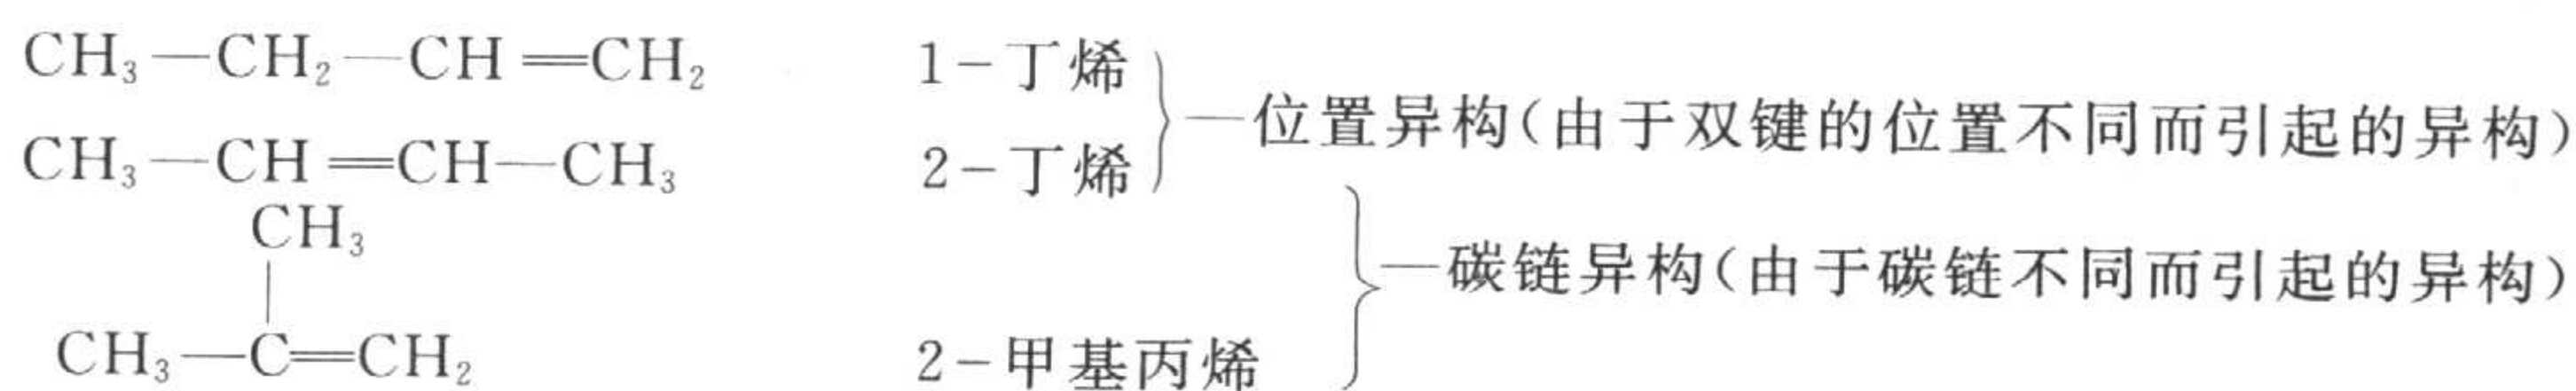 CH₃—CH₂—CH=CH₂ 1-丁烯
—位置异构(由于双键的位置不同而引起的异构)
CH₃—CH=CH—CH₃ 2-丁烯
CH₃
—碳链异构(由于碳链不同而引起的异构)
CH₃—C=CH₂ 2-甲基丙烯